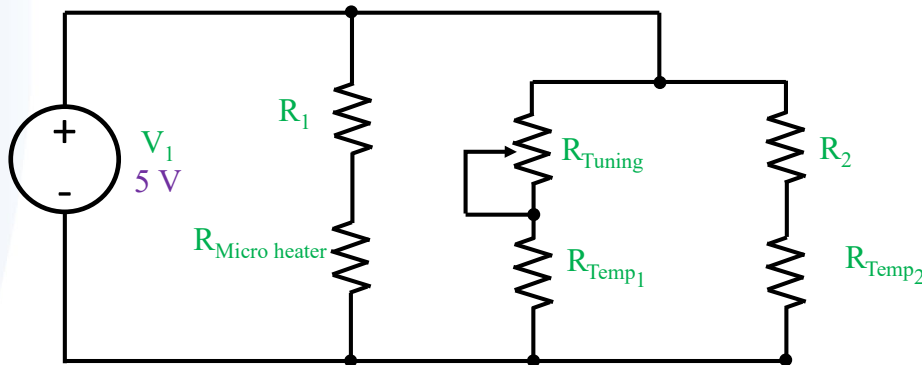 R1
+
V1
5 V
-
RTuning
R2
RMicro heater
RTemp1
RTemp2